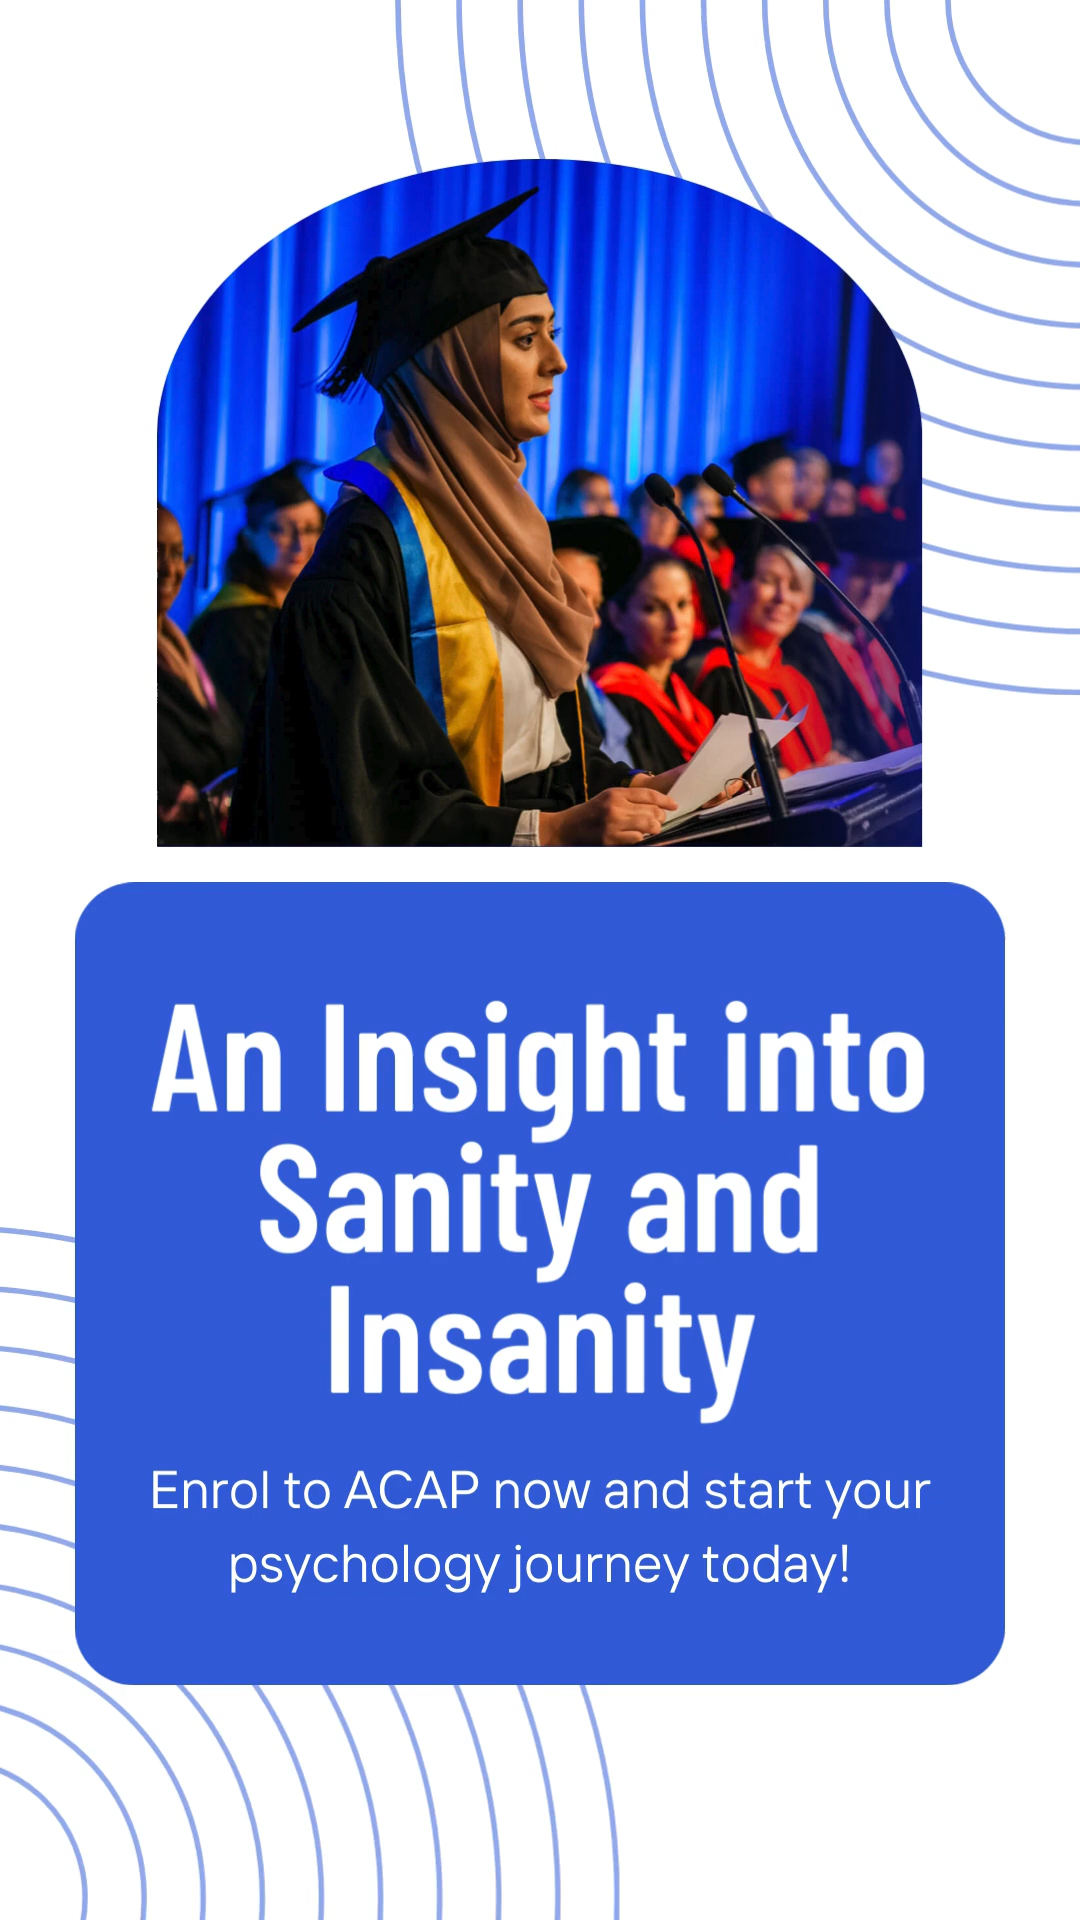 An Insight into
Sanity and
Insanity
Enrol to ACAP now and start your
psychology journey today!